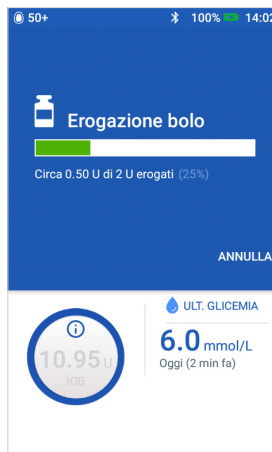 50+ 100% 14:02
Erogazione bolo
Circa 0.50 U di 2 U erogati (25%)
ANNULLA
ULT. GLICEMIA
10.95 U
IOB
6.0 mmol/L
Oggi (2 min fa)